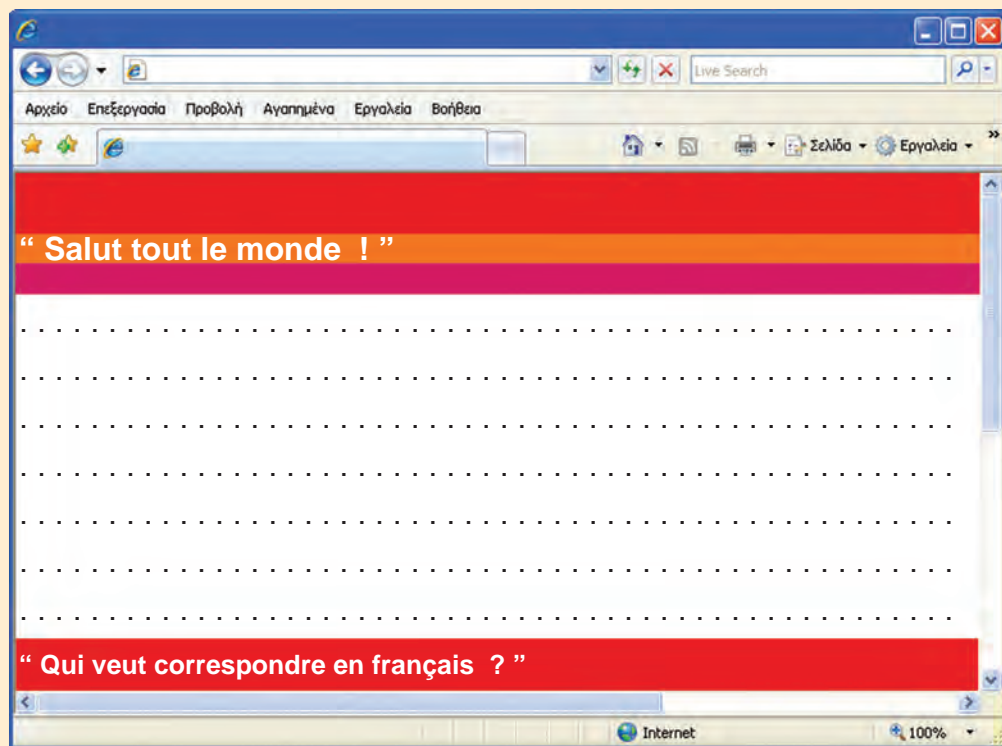 Live Search
Αρχείο Επεξεργασία Προβολή Αγαπημένα Εργαλεία Βοήθεια
Σελίδα Εργαλεία »
“ Salut tout le monde ! ”
. . . . . . . . . . . . . . . . . . . . . . . . . . . . . . . . . . . . . . . . . . . . . . . . . . . . .
. . . . . . . . . . . . . . . . . . . . . . . . . . . . . . . . . . . . . . . . . . . . . . . . . . . . .
. . . . . . . . . . . . . . . . . . . . . . . . . . . . . . . . . . . . . . . . . . . . . . . . . . . . .
. . . . . . . . . . . . . . . . . . . . . . . . . . . . . . . . . . . . . . . . . . . . . . . . . . . . .
. . . . . . . . . . . . . . . . . . . . . . . . . . . . . . . . . . . . . . . . . . . . . . . . . . . . .
. . . . . . . . . . . . . . . . . . . . . . . . . . . . . . . . . . . . . . . . . . . . . . . . . . . . .
. . . . . . . . . . . . . . . . . . . . . . . . . . . . . . . . . . . . . . . . . . . . . . . . . . . . .
“ Qui veut correspondre en français ? ”
Internet 100%